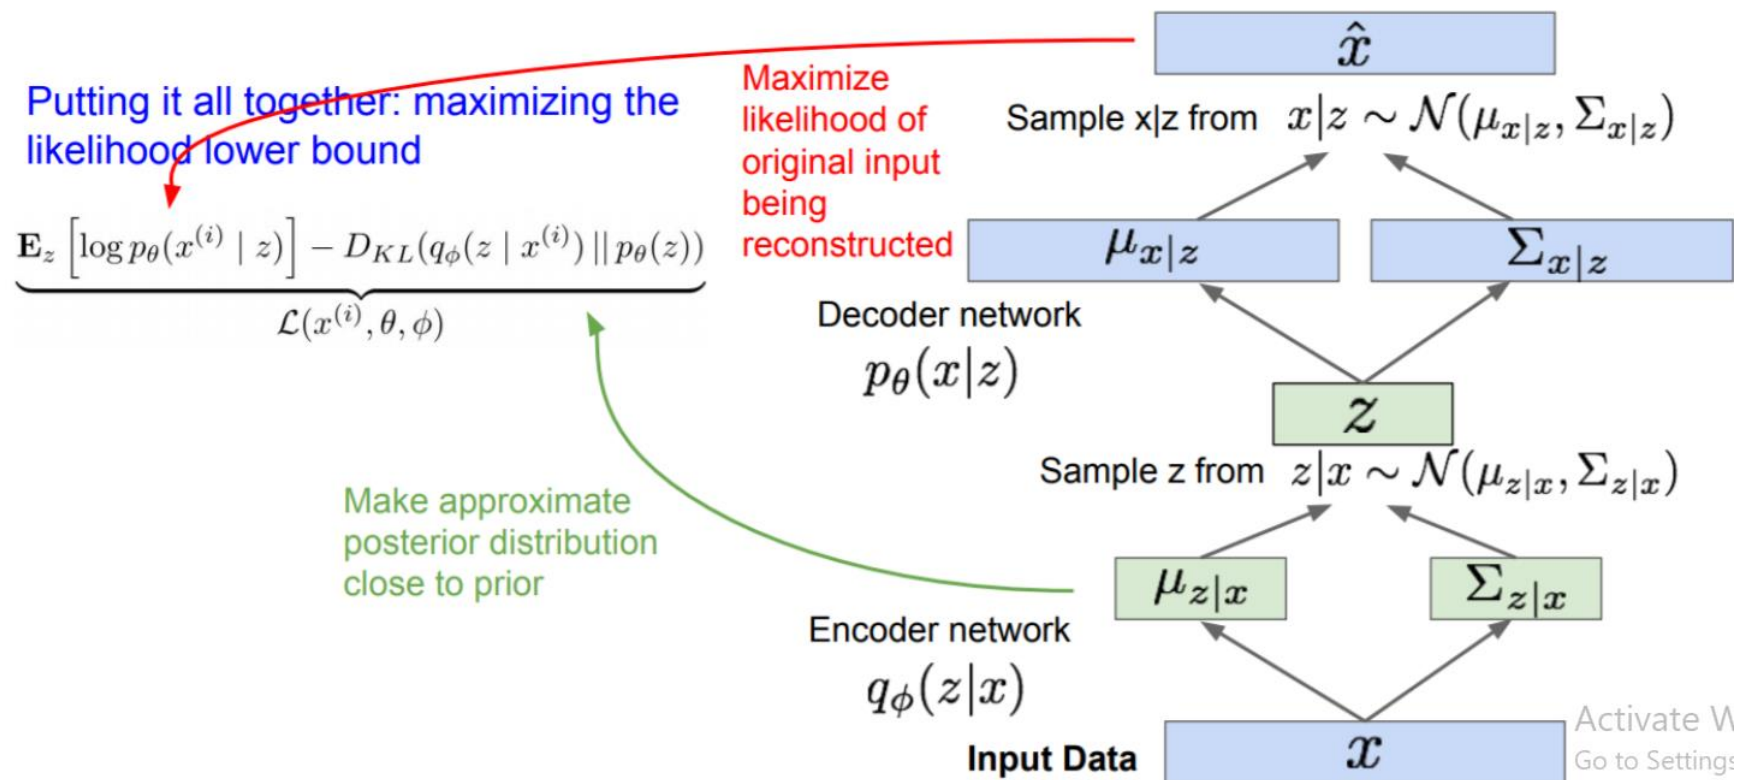 Putting it all together: maximizing the
likelihood lower bound
E_z [log p_θ(x^(i) | z)] − D_KL(q_φ(z | x^(i)) || p_θ(z))
ℒ(x^(i), θ, φ)
Maximize
likelihood of
original input
being
reconstructed
x̂
Sample x|z from x|z ∼ 𝒩(μ_x|z, Σ_x|z)
μ_x|z
Σ_x|z
Decoder network
p_θ(x|z)
z
Sample z from z|x ∼ 𝒩(μ_z|x, Σ_z|x)
Make approximate
posterior distribution
close to prior
μ_z|x
Σ_z|x
Encoder network
q_φ(z|x)
Input Data
x
Activate W
Go to Settings